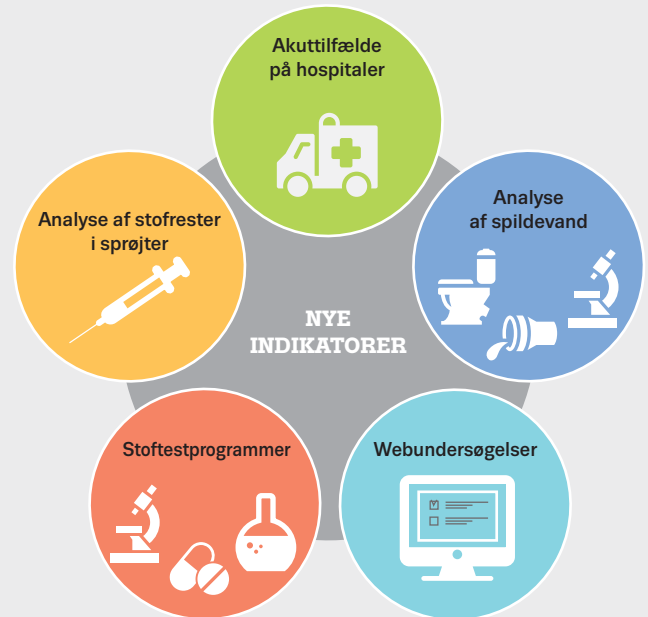 Akuttilfælde
på hospitaler
Analyse af stofrester
i sprøjter
Analyse
af spildevand
NYE
INDIKATORER
Stoftestprogrammer
Webundersøgelser